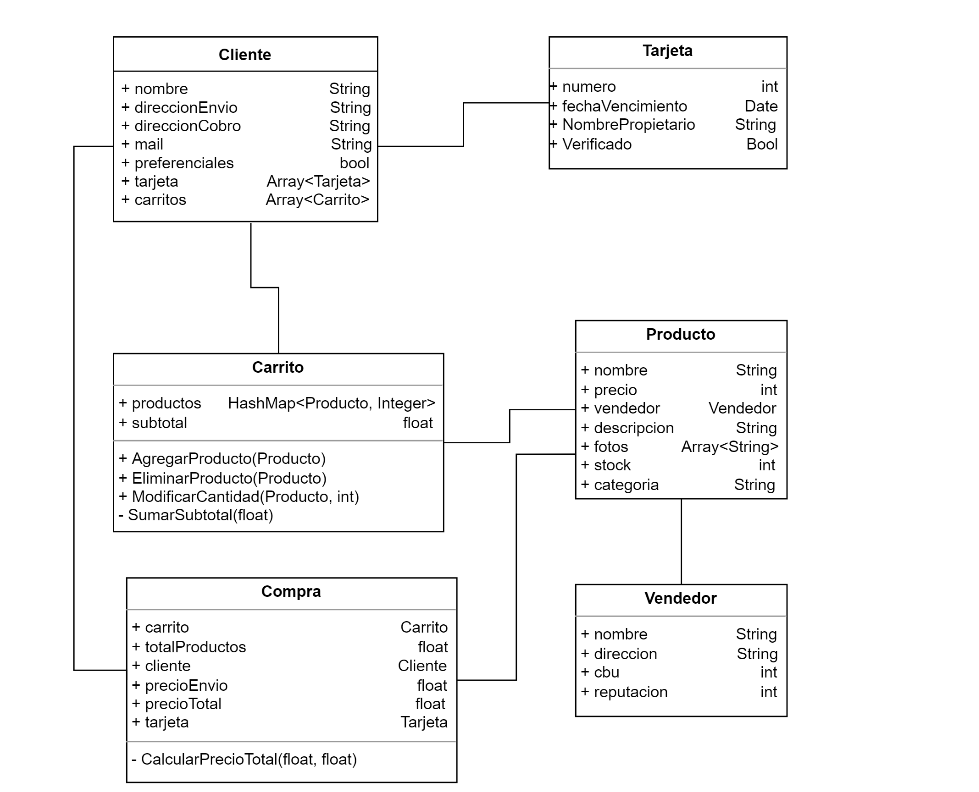 Cliente
+ nombre String
+ direccionEnvio String
+ direccionCobro String
+ mail String
+ preferenciales bool
+ tarjeta Array<Tarjeta>
+ carritos Array<Carrito>
Tarjeta
+ numero int
+ fechaVencimiento Date
+ NombrePropietario String
+ Verificado Bool
Carrito
+ productos HashMap<Producto, Integer>
+ subtotal float
+ AgregarProducto(Producto)
+ EliminarProducto(Producto)
+ ModificarCantidad(Producto, int)
- SumarSubtotal(float)
Producto
+ nombre String
+ precio int
+ vendedor Vendedor
+ descripcion String
+ fotos Array<String>
+ stock int
+ categoria String
Compra
+ carrito Carrito
+ totalProductos float
+ cliente Cliente
+ precioEnvio float
+ precioTotal float
+ tarjeta Tarjeta
- CalcularPrecioTotal(float, float)
Vendedor
+ nombre String
+ direccion String
+ cbu int
+ reputacion int